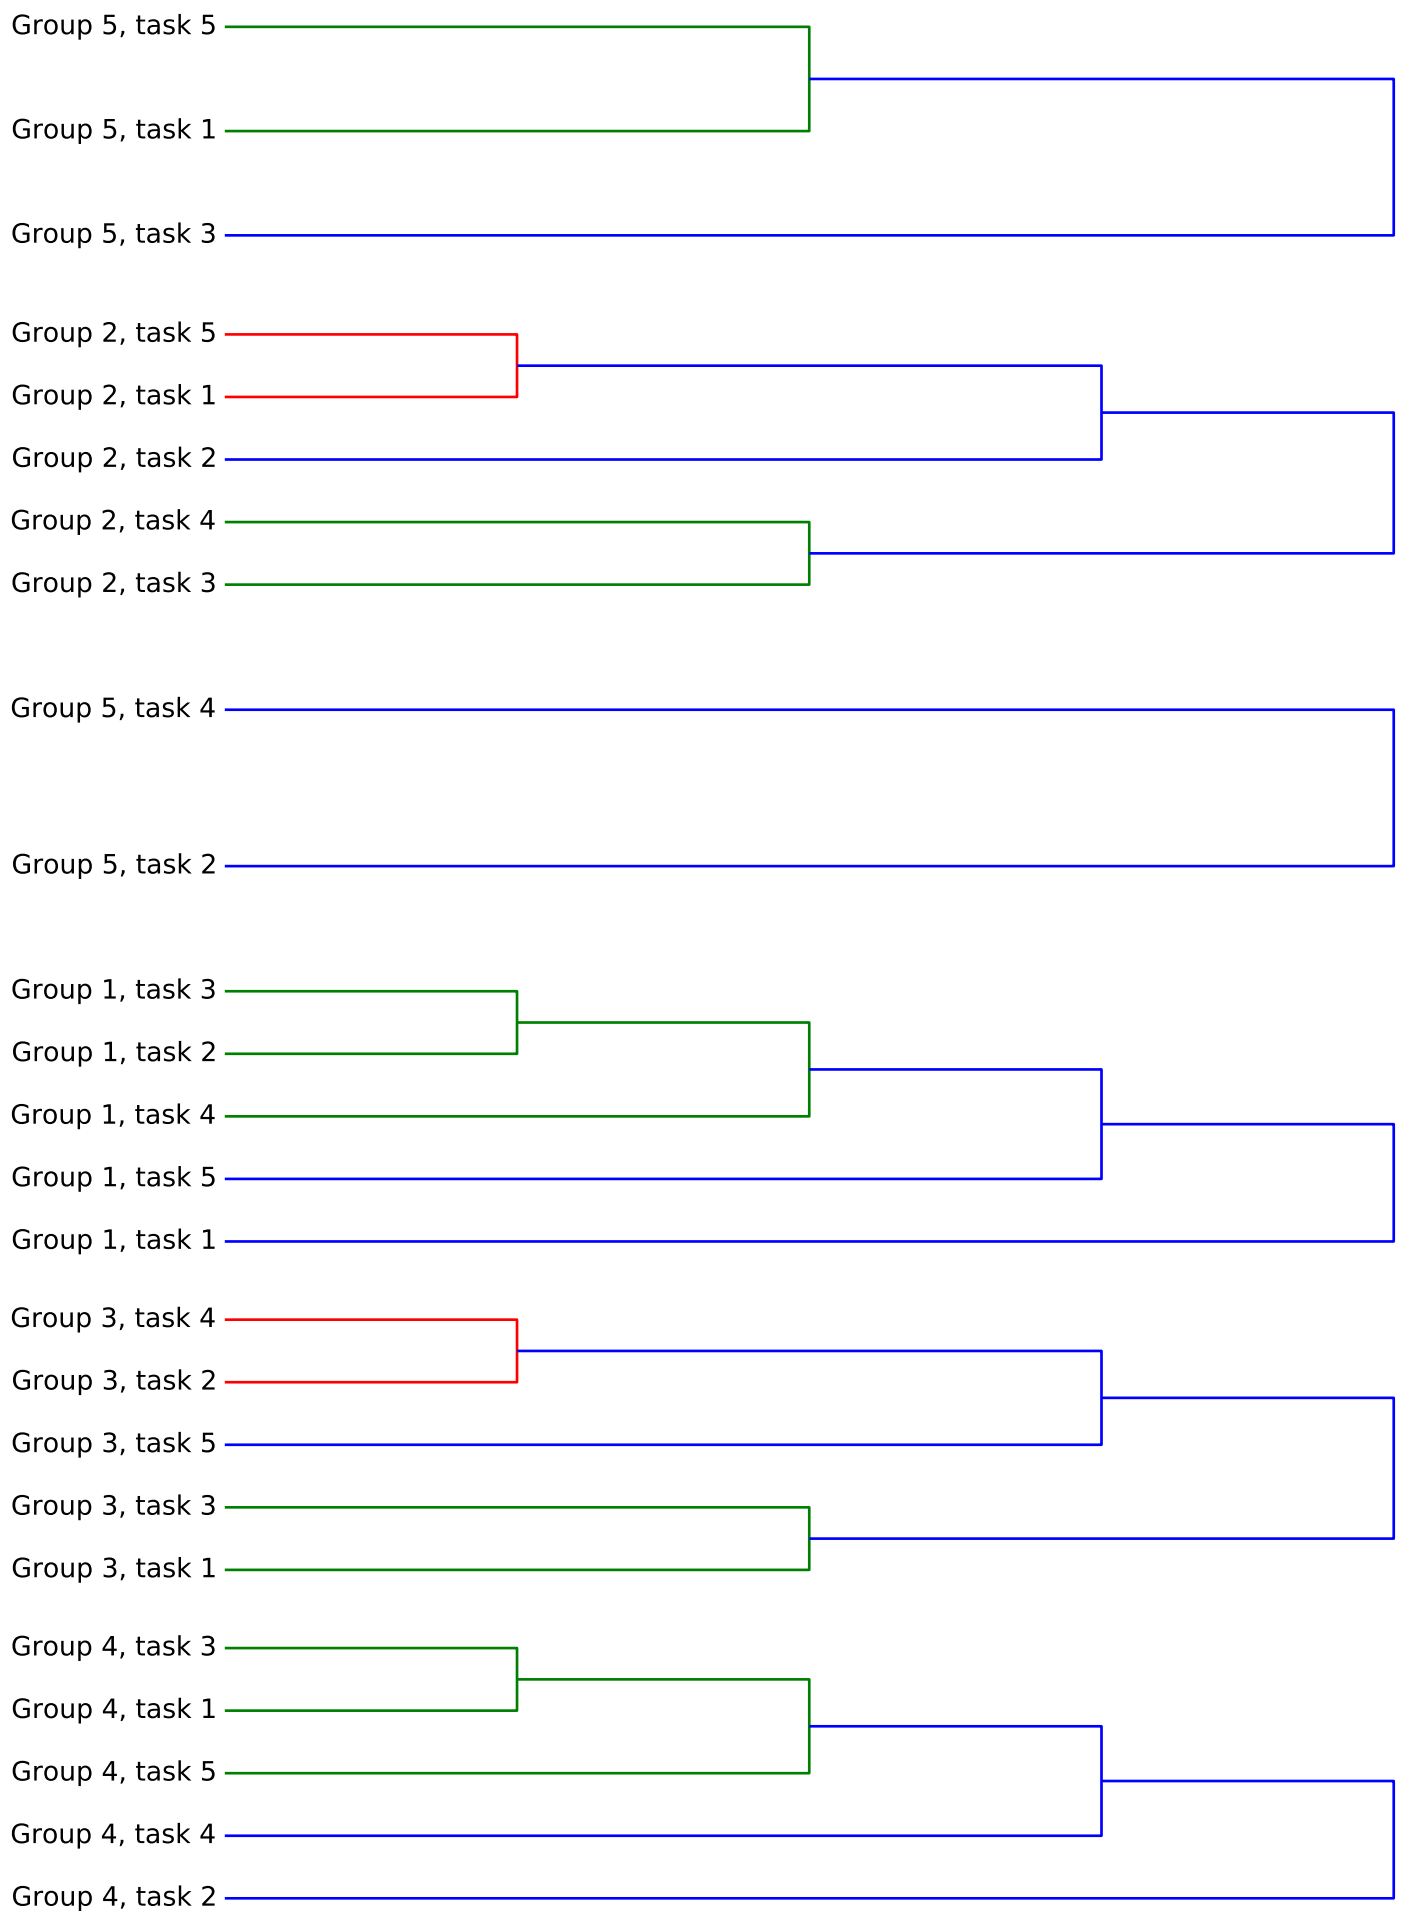 Group 5, task 5
Group 5, task 1
Group 5, task 3
Group 2, task 5
Group 2, task 1
Group 2, task 2
Group 2, task 4
Group 2, task 3
Group 5, task 4
Group 5, task 2
Group 1, task 3
Group 1, task 2
Group 1, task 4
Group 1, task 5
Group 1, task 1
Group 3, task 4
Group 3, task 2
Group 3, task 5
Group 3, task 3
Group 3, task 1
Group 4, task 3
Group 4, task 1
Group 4, task 5
Group 4, task 4
Group 4, task 2